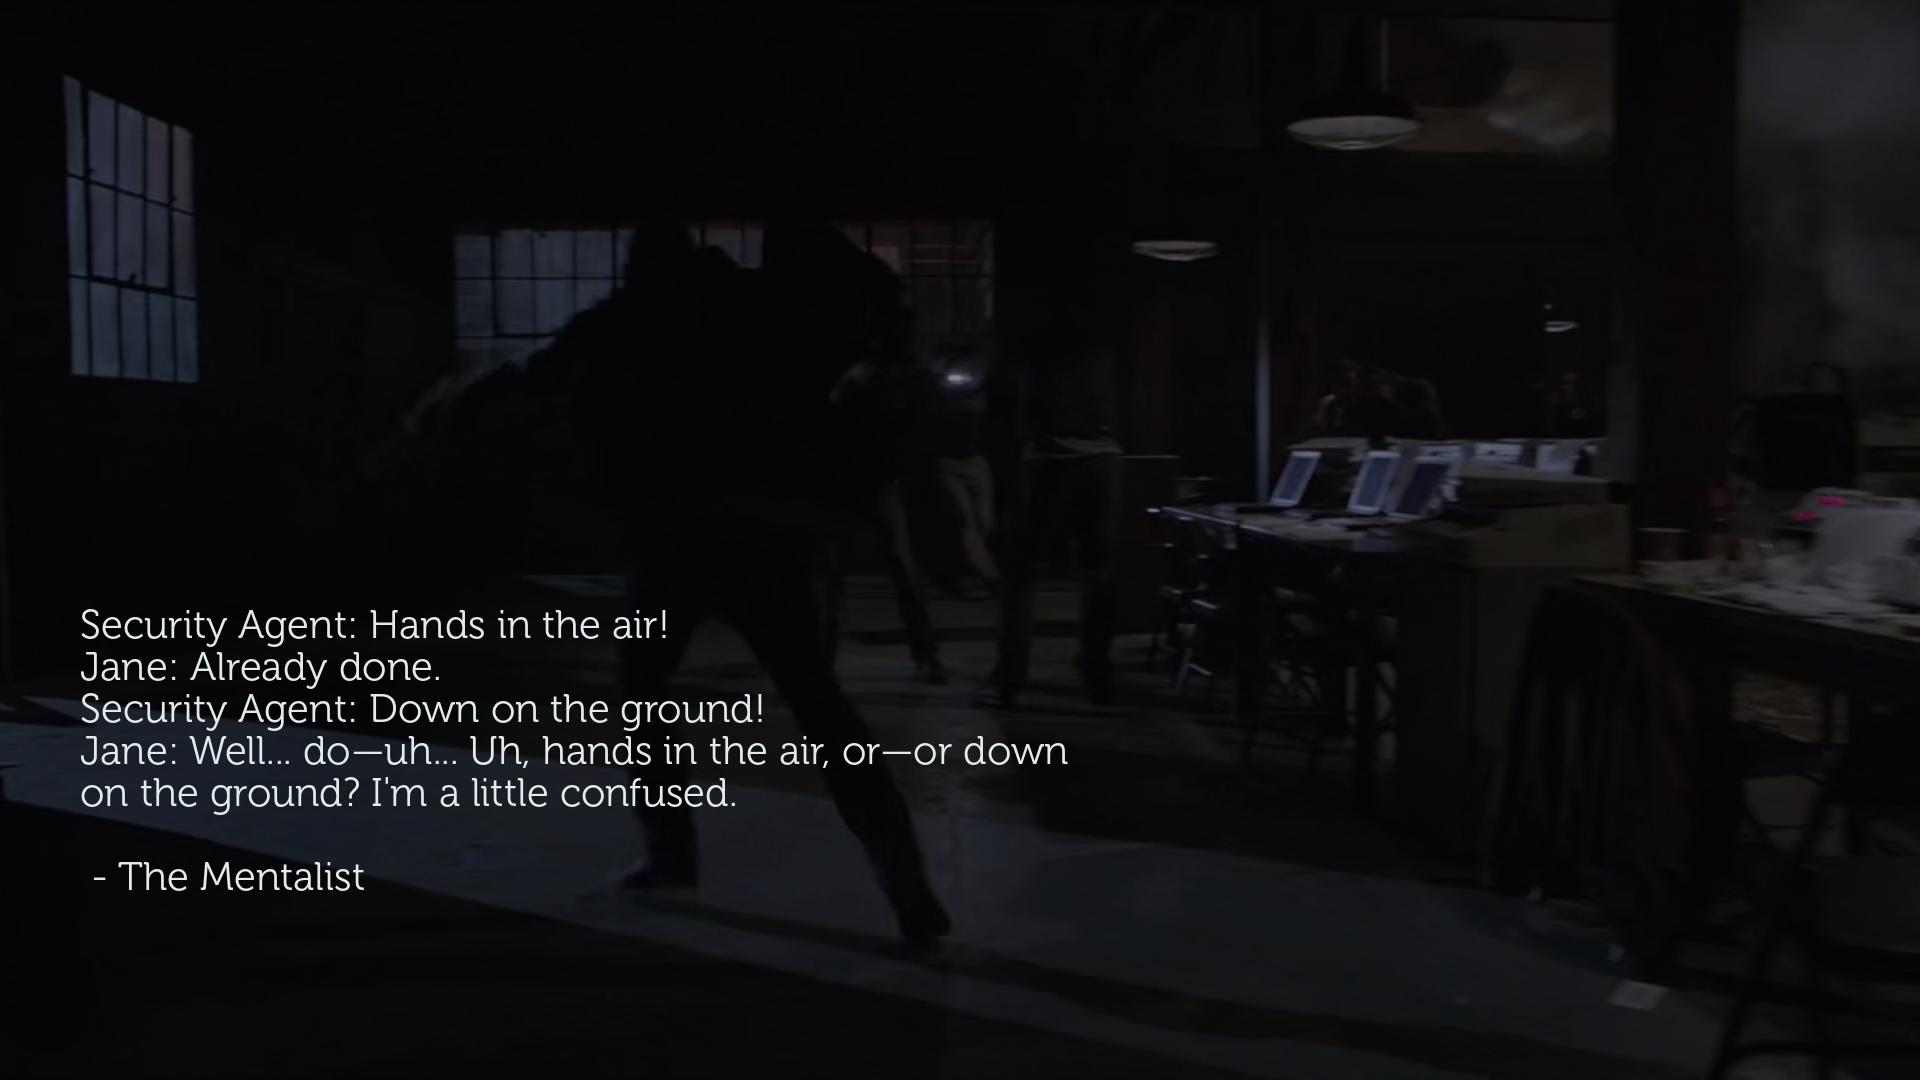 Security Agent: Hands in the air!
Jane: Already done.
Security Agent: Down on the ground!
Jane: Well... do—uh... Uh, hands in the air, or—or down
on the ground? I'm a little confused.
- The Mentalist